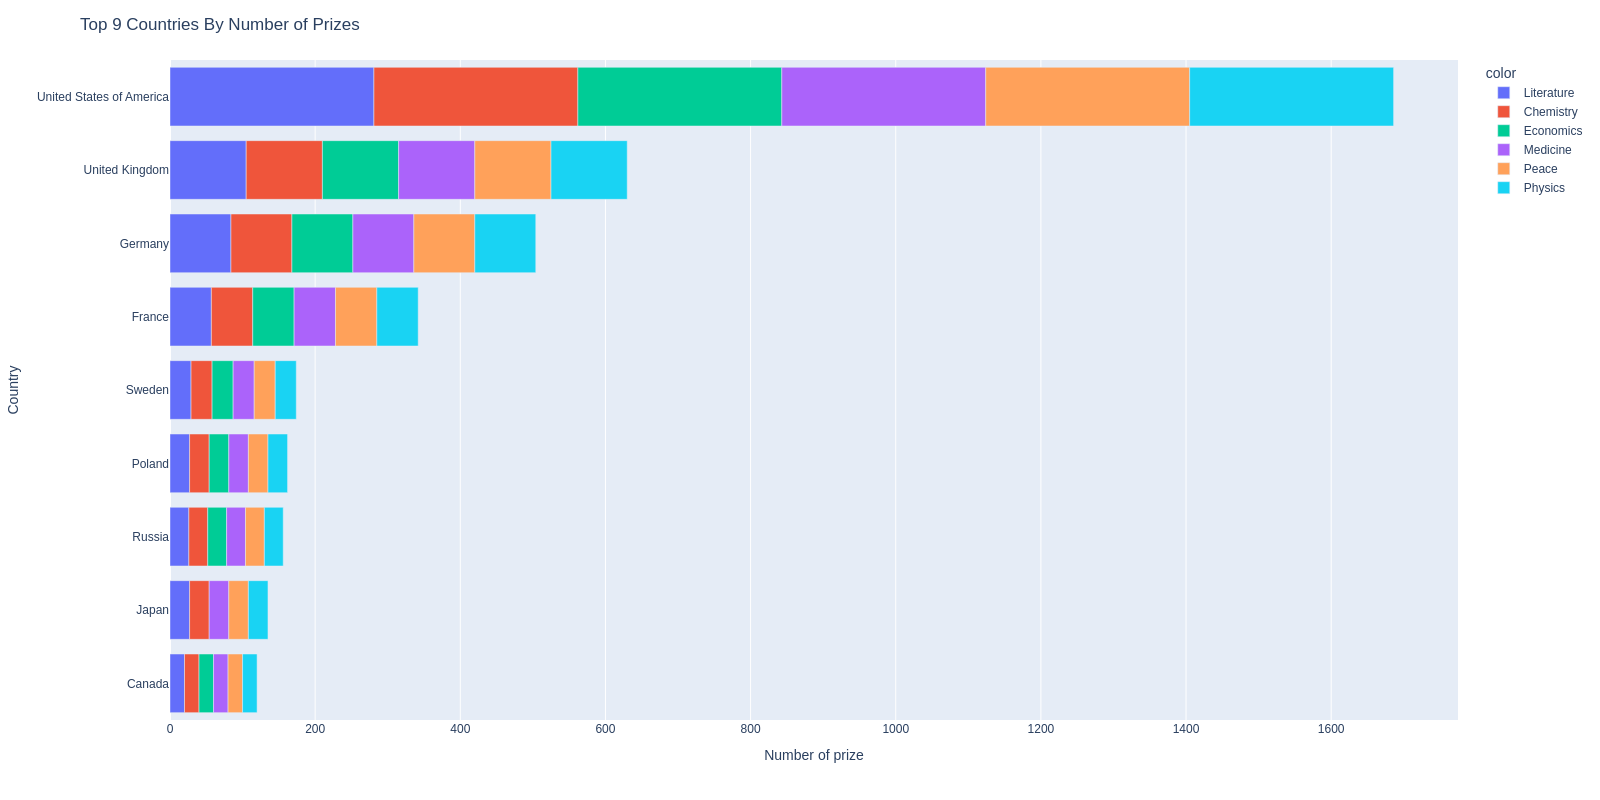 Top 9 Countries By Number of Prizes
color
Literature
Chemistry
Economics
Medicine
Peace
Physics
Country
United States of America
United Kingdom
Germany
France
Sweden
Poland
Russia
Japan
Canada
0 200 400 600 800 1000 1200 1400 1600
Number of prize